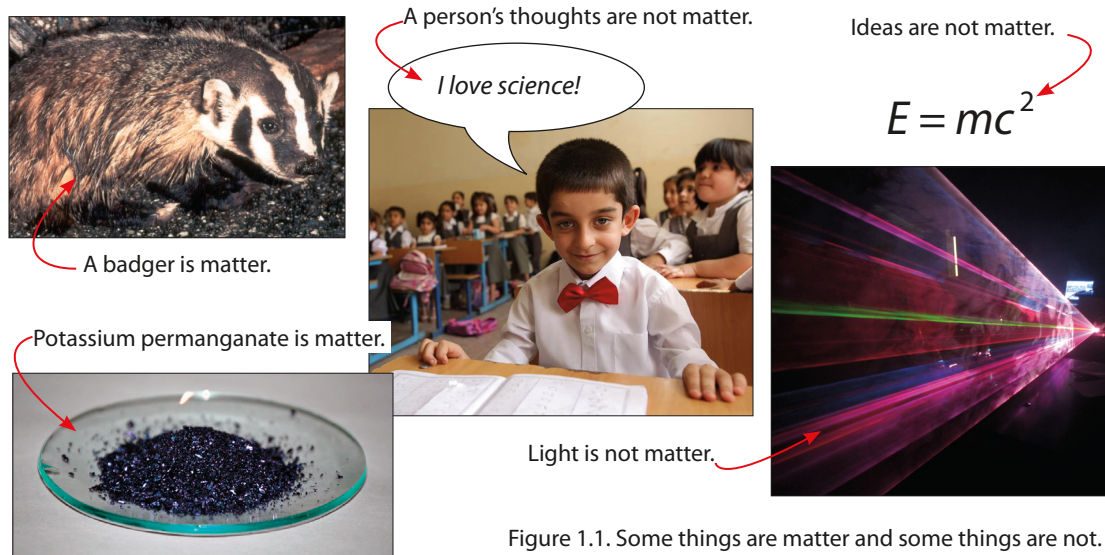 A person’s thoughts are not matter.
I love science!
Ideas are not matter.
E = mc²
A badger is matter.
Potassium permanganate is matter.
Light is not matter.
Figure 1.1. Some things are matter and some things are not.